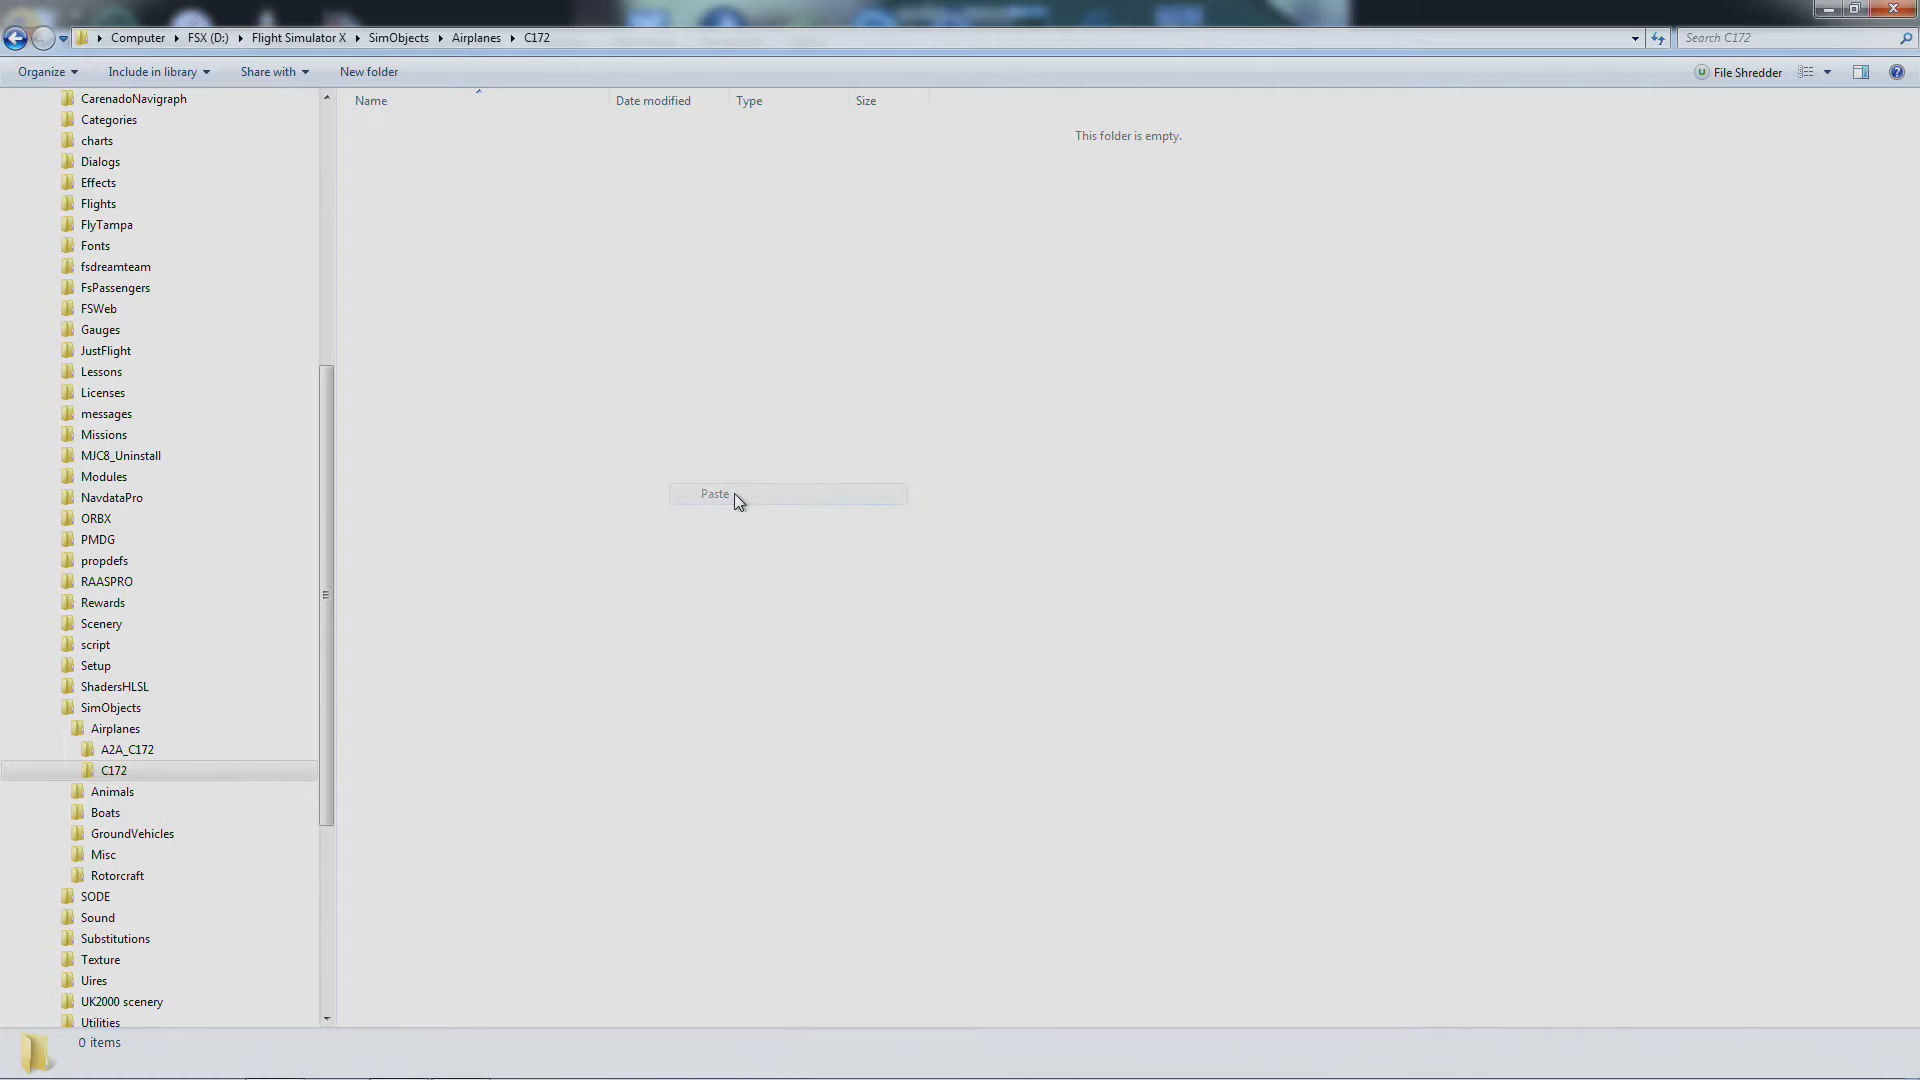 Computer FSX (D:) Flight Simulator X SimObjects Airplanes C172
Search C172
Organize Include in library Share with New folder
File Shredder
Name Date modified Type Size
This folder is empty.
CarenadoNavigraph
Categories
charts
Dialogs
Effects
Flights
FlyTampa
Fonts
fsdreamteam
FsPassengers
FSWeb
Gauges
JustFlight
Lessons
Licenses
messages
Missions
MJC8_Uninstall
Modules
NavdataPro
ORBX
PMDG
propdefs
RAASPRO
Rewards
Scenery
script
Setup
ShadersHLSL
SimObjects
Airplanes
A2A_C172
C172
Animals
Boats
GroundVehicles
Misc
Rotorcraft
SODE
Sound
Substitutions
Texture
Uires
UK2000 scenery
Utilities
Paste
0 items